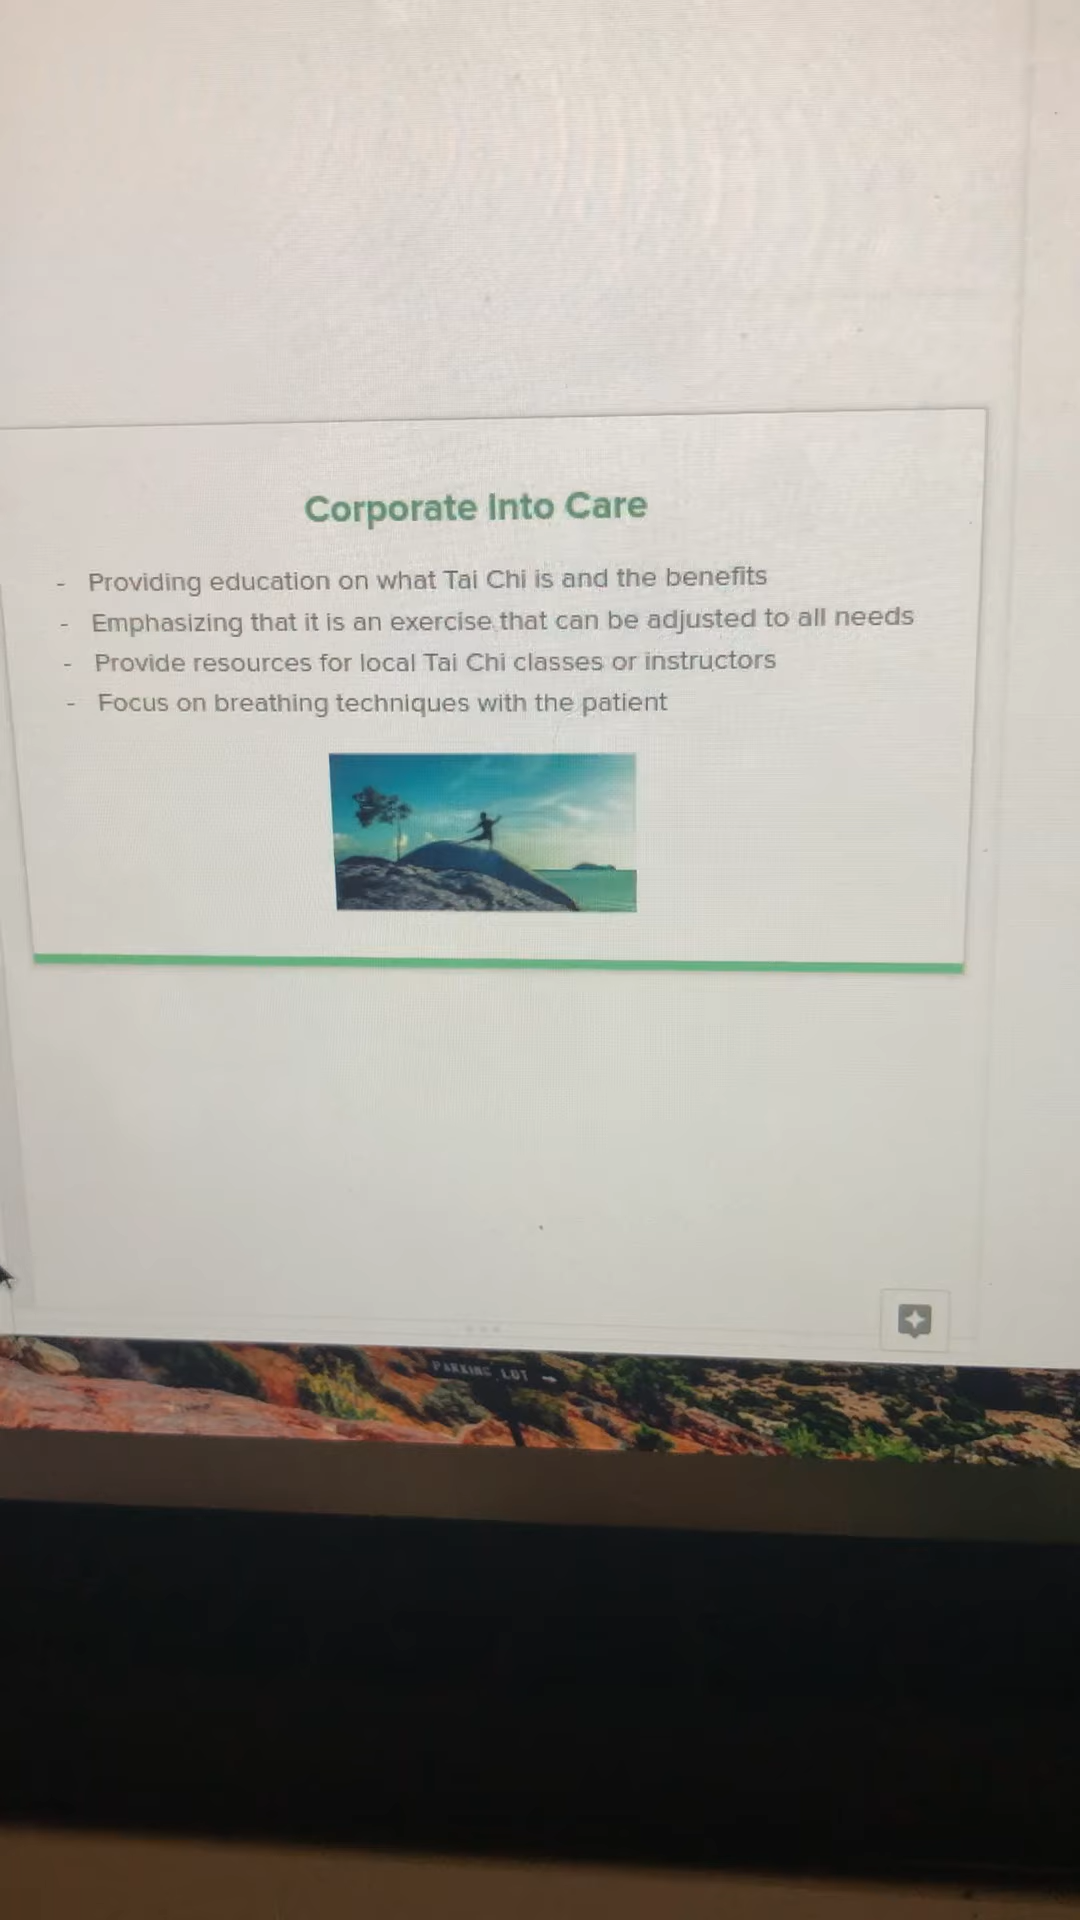 Corporate Into Care
- Providing education on what Tai Chi is and the benefits
- Emphasizing that it is an exercise that can be adjusted to all needs
- Provide resources for local Tai Chi classes or instructors
- Focus on breathing techniques with the patient
PARKING LOT →